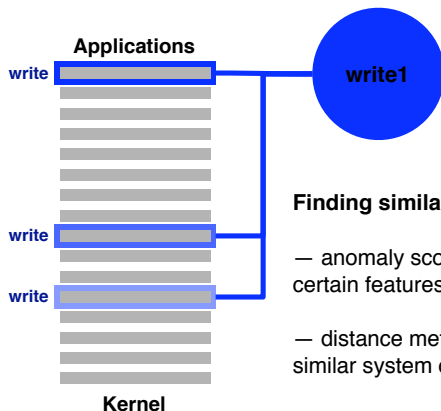 Applications
write
write1
Finding simila
write
— anomaly sco
certain features
write
— distance met
similar system
Kernel